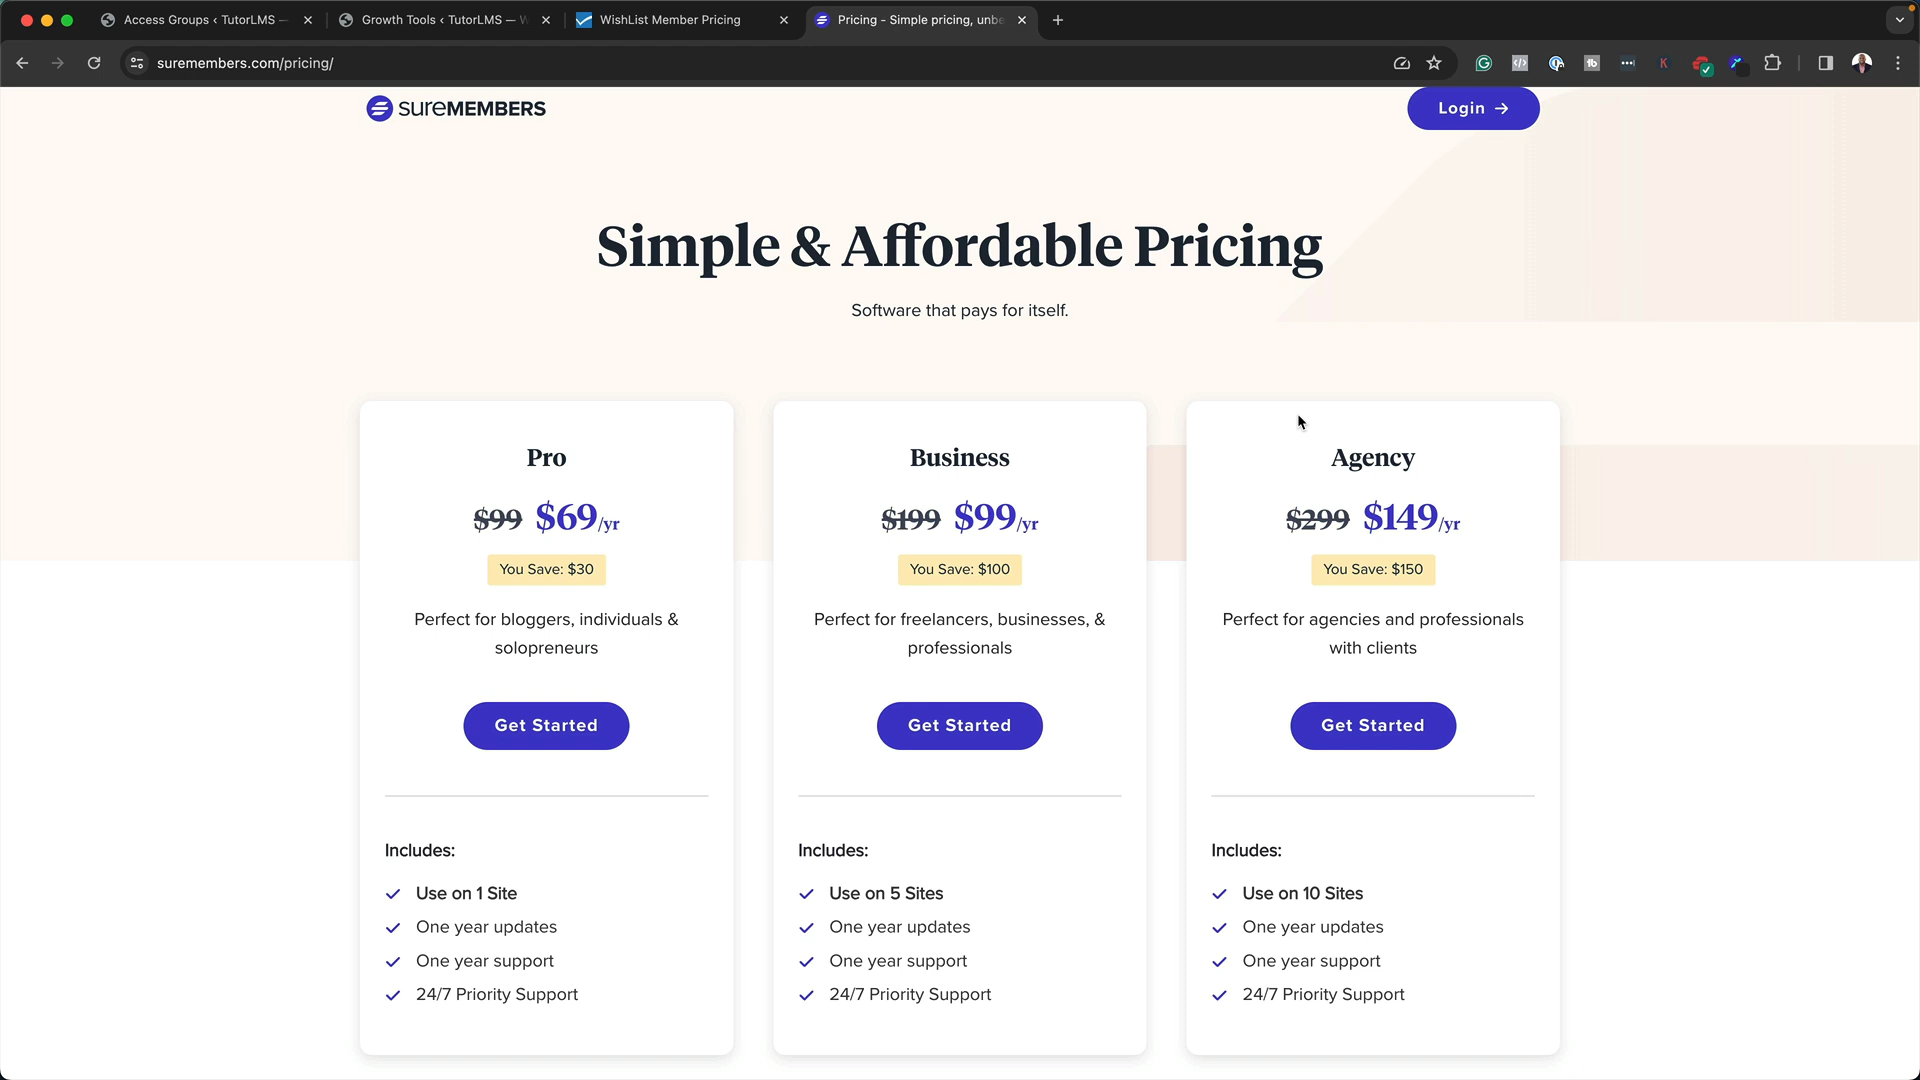 Access Groups ‹ TutorLMS —
Growth Tools ‹ TutorLMS — W
WishList Member Pricing
Pricing - Simple pricing, unbe
suremembers.com/pricing/
sureMEMBERS
Login →
Simple & Affordable Pricing
Software that pays for itself.
Pro
$99 $69/yr
You Save: $30
Perfect for bloggers, individuals &
solopreneurs
Get Started
Includes:
Use on 1 Site
One year updates
One year support
24/7 Priority Support
Business
$199 $99/yr
You Save: $100
Perfect for freelancers, businesses, &
professionals
Get Started
Includes:
Use on 5 Sites
One year updates
One year support
24/7 Priority Support
Agency
$299 $149/yr
You Save: $150
Perfect for agencies and professionals
with clients
Get Started
Includes:
Use on 10 Sites
One year updates
One year support
24/7 Priority Support